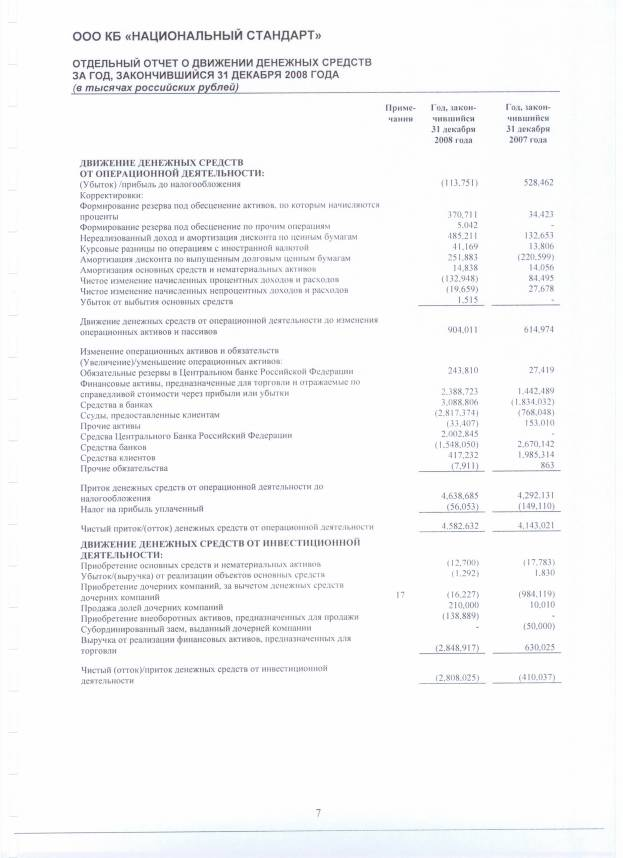 ООО КБ «НАЦИОНАЛЬНЫЙ СТАНДАРТ»
ОТДЕЛЬНЫЙ ОТЧЕТ О ДВИЖЕНИИ ДЕНЕЖНЫХ СРЕДСТВ
ЗА ГОД, ЗАКОНЧИВШИЙСЯ 31 ДЕКАБРЯ 2008 ГОДА
(в тысячах российских рублей)
Приме- Год, закон- Год, закон-
чания чившийся чившийся
31 декабря 31 декабря
2008 года 2007 года
ДВИЖЕНИЕ ДЕНЕЖНЫХ СРЕДСТВ
ОТ ОПЕРАЦИОННОЙ ДЕЯТЕЛЬНОСТИ:
(Убыток) /прибыль до налогообложения (113,751) 528,462
Корректировки:
Формирование резерва под обесценение активов, по которым начисляются
проценты 370,711 34,423
Формирование резерва под обесценение по прочим операциям 5,042 -
Нереализованный доход и амортизация дисконта по ценным бумагам 485,211 132,653
Курсовые разницы по операциям с иностранной валютой 41,169 13,806
Амортизация дисконта по выпущенным долговым ценным бумагам 251,883 (220,599)
Амортизация основных средств и нематериальных активов 14,838 14,056
Чистое изменение начисленных процентных доходов и расходов (132,948) 84,495
Чистое изменение начисленных непроцентных доходов и расходов (19,659) 27,678
Убыток от выбытия основных средств 1,515 -
Движение денежных средств от операционной деятельности до изменения
операционных активов и пассивов 904,011 614,974
Изменение операционных активов и обязательств
(Увеличение)/уменьшение операционных активов:
Обязательные резервы в Центральном банке Российской Федерации 243,810 27,419
Финансовые активы, предназначенные для торговли и отражаемые по
справедливой стоимости через прибыли или убытки 2,388,723 1,442,489
Средства в банках 3,088,806 (1,834,032)
Ссуды, предоставленные клиентам (2,817,374) (768,048)
Прочие активы (33,407) 153,010
Средсва Центрального Банка Российский Федерации 2,002,845 -
Средства банков (1,548,050) 2,670,142
Средства клиентов 417,232 1,985,314
Прочие обязательства (7,911) 863
Приток денежных средств от операционной деятельности до
налогообложения 4,638,685 4,292,131
Налог на прибыль уплаченный (56,053) (149,110)
Чистый приток/(отток) денежных средств от операционной деятельности 4,582,632 4,143,021
ДВИЖЕНИЕ ДЕНЕЖНЫХ СРЕДСТВ ОТ ИНВЕСТИЦИОННОЙ
ДЕЯТЕЛЬНОСТИ:
Приобретение основных средств и нематериальных активов (12,700) (17,783)
Убыток/(выручка) от реализации объектов основных средств (1,292) 1,830
Приобретение дочерних компаний, за вычетом денежных средств
дочерних компаний 17 (16,227) (984,119)
Продажа долей дочерних компаний 210,000 10,010
Приобретение внеоборотных активов, предназначенных для продажи (138,889) -
Субординированный заем, выданный дочерней компании - (50,000)
Выручка от реализации финансовых активов, предназначенных для
торговли (2,848,917) 630,025
Чистый (отток)/приток денежных средств от инвестиционной
деятельности (2,808,025) (410,037)
7